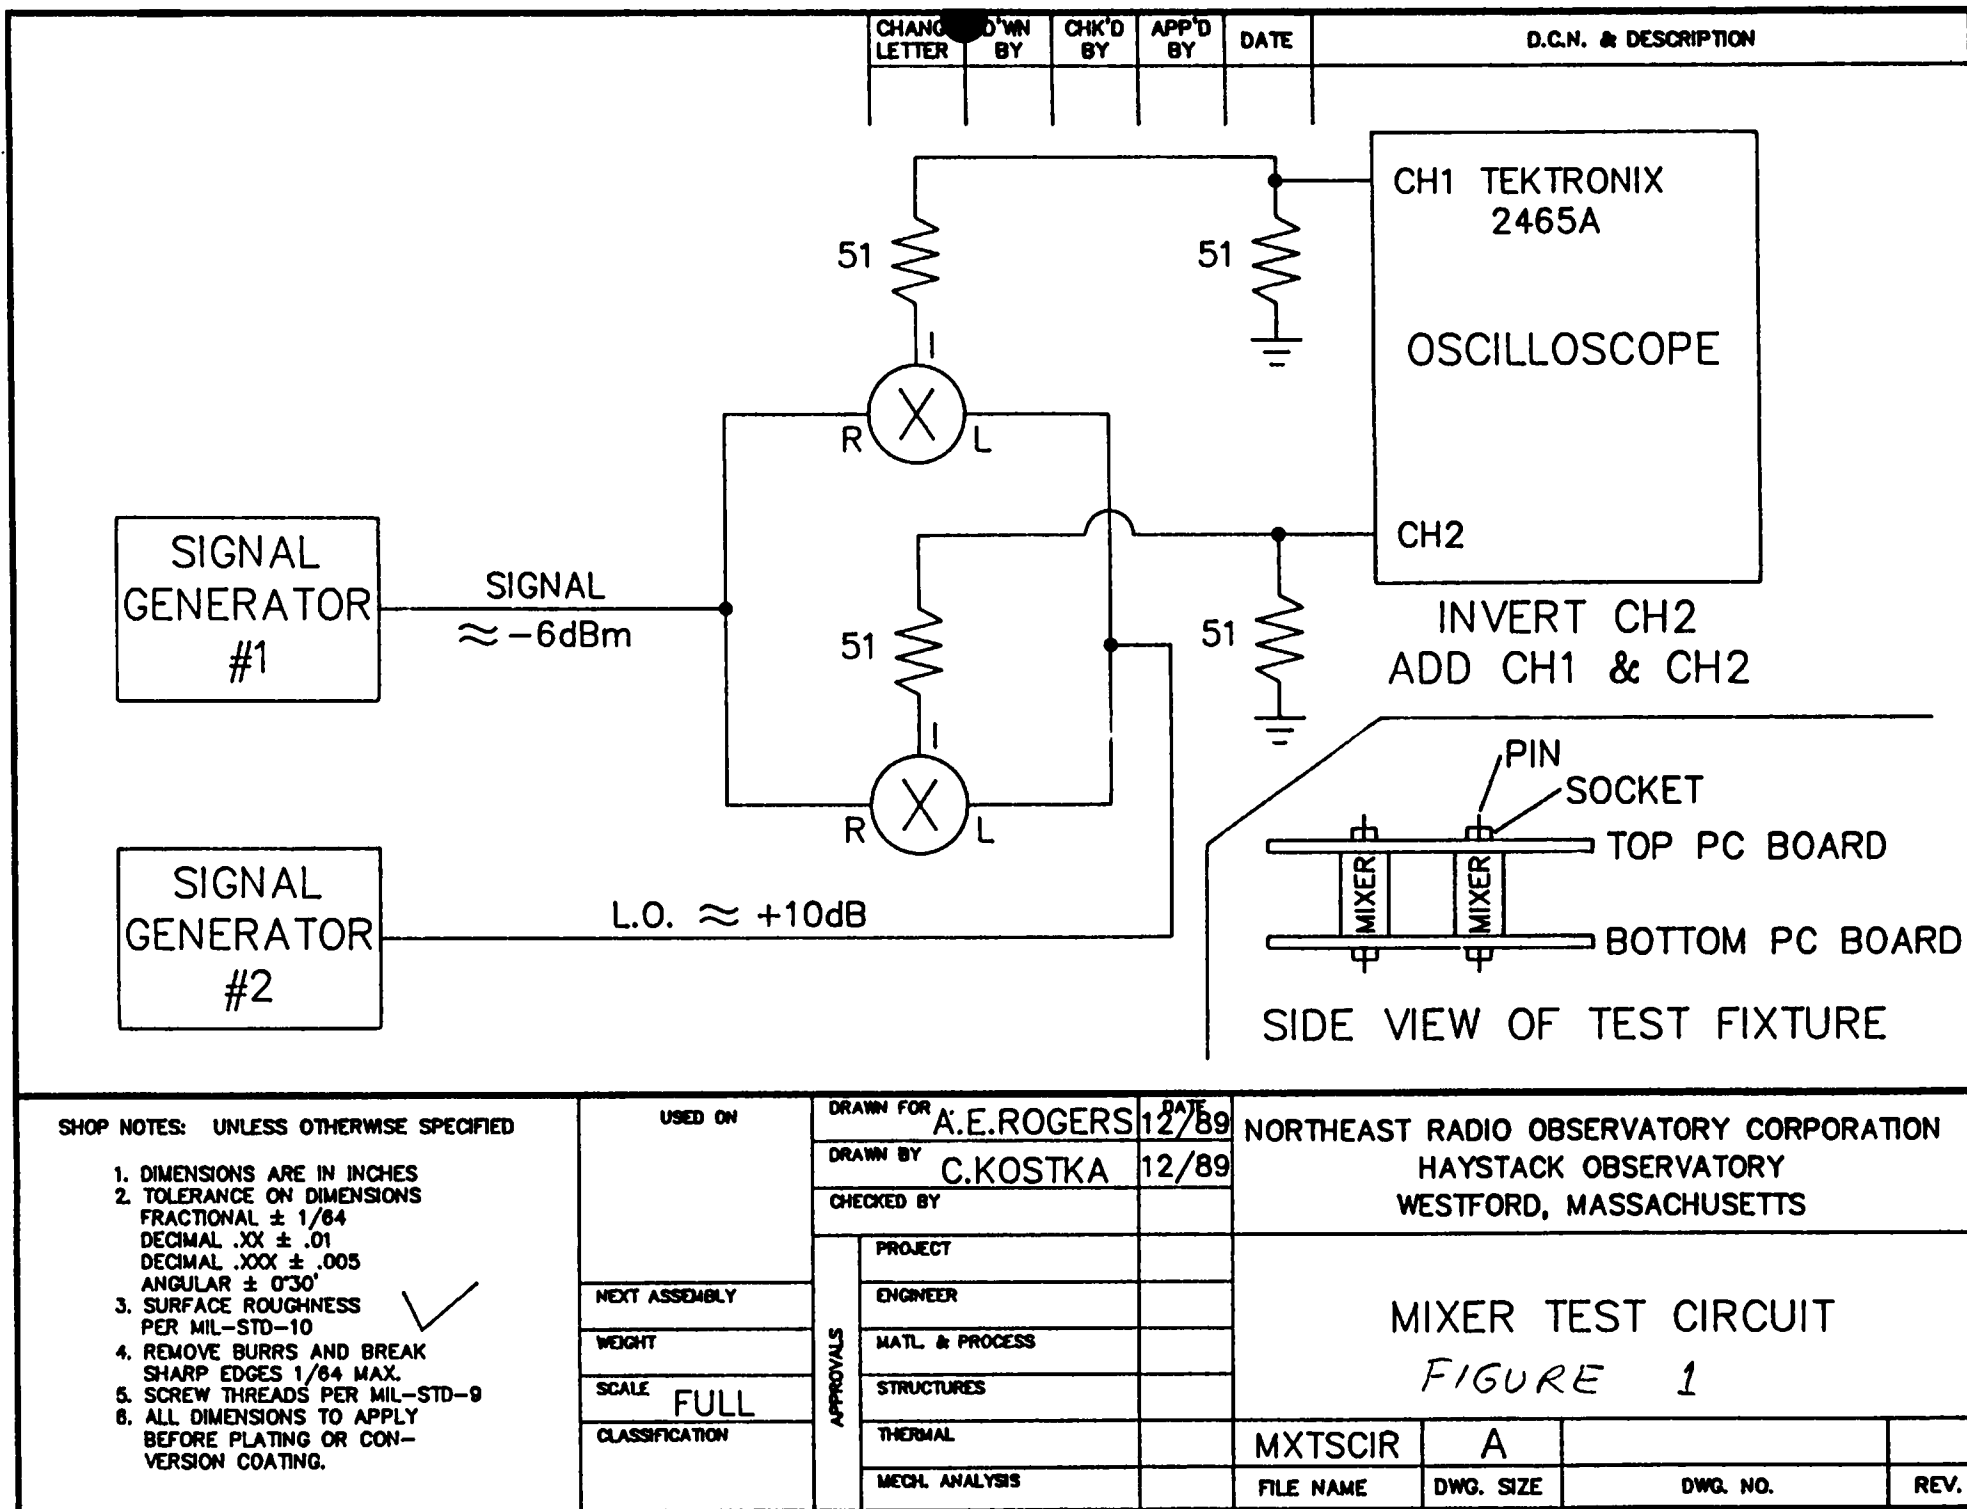 CHANG D'WN CHK'D APP'D DATE D.C.N. & DESCRIPTION
LETTER BY BY BY
CH1 TEKTRONIX
2465A
51
51
OSCILLOSCOPE
I
X
R L
CH2
SIGNAL
GENERATOR
#1
SIGNAL
≈ -6dBm
51
51
INVERT CH2
ADD CH1 & CH2
I
X
R L
PIN
SOCKET
TOP PC BOARD
MIXER MIXER
BOTTOM PC BOARD
SIDE VIEW OF TEST FIXTURE
SIGNAL
GENERATOR
#2
L.O. ≈ +10dB
SHOP NOTES: UNLESS OTHERWISE SPECIFIED
1. DIMENSIONS ARE IN INCHES
2. TOLERANCE ON DIMENSIONS
FRACTIONAL ± 1/64
DECIMAL .XX ± .01
DECIMAL .XXX ± .005
ANGULAR ± 0°30'
3. SURFACE ROUGHNESS
PER MIL-STD-10
4. REMOVE BURRS AND BREAK
SHARP EDGES 1/64 MAX.
5. SCREW THREADS PER MIL-STD-9
6. ALL DIMENSIONS TO APPLY
BEFORE PLATING OR CON-
VERSION COATING.
USED ON
NEXT ASSEMBLY
WEIGHT
SCALE FULL
CLASSIFICATION
DRAWN FOR A.E.ROGERS DATE 12/89
DRAWN BY C.KOSTKA 12/89
CHECKED BY
APPROVALS
PROJECT
ENGINEER
MATL. & PROCESS
STRUCTURES
THERMAL
MECH. ANALYSIS
NORTHEAST RADIO OBSERVATORY CORPORATION
HAYSTACK OBSERVATORY
WESTFORD, MASSACHUSETTS
MIXER TEST CIRCUIT
FIGURE 1
MXTSCIR A
FILE NAME DWG. SIZE DWG. NO. REV.